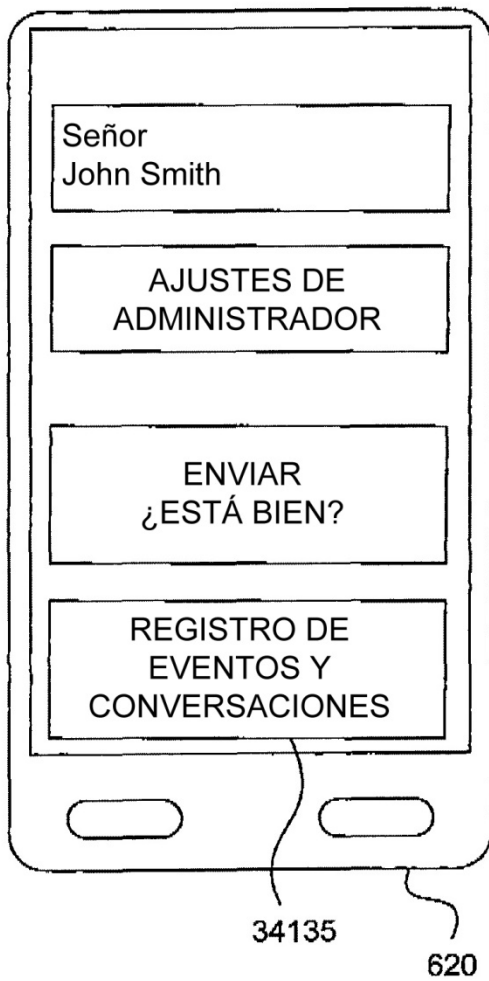 Señor
John Smith
AJUSTES DE
ADMINISTRADOR
ENVIAR
¿ESTÁ BIEN?
REGISTRO DE
EVENTOS Y
CONVERSACIONES
34135
620